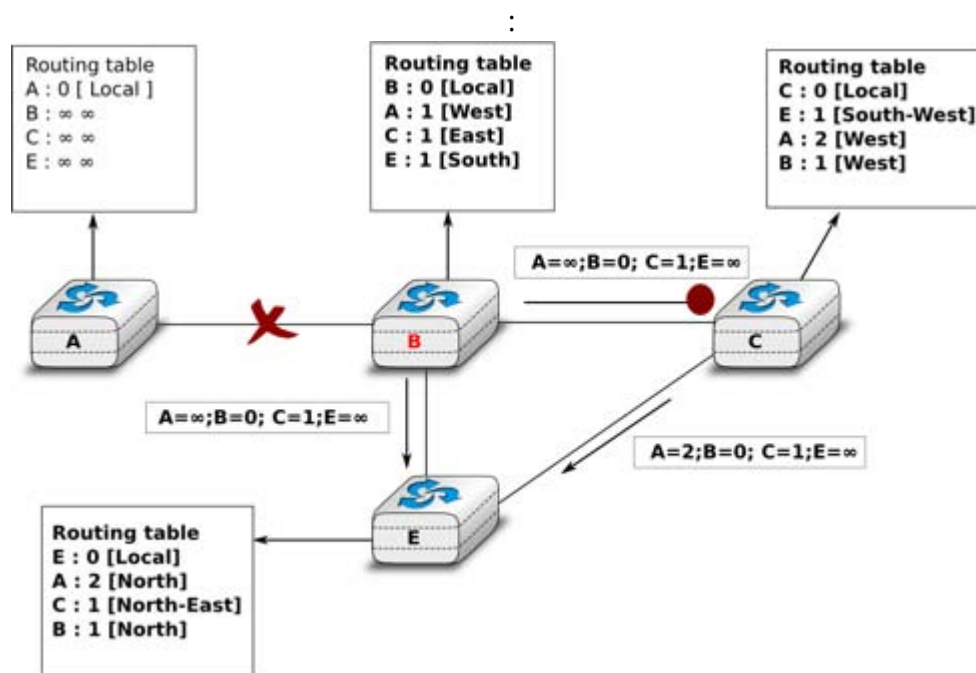 :
Routing table
A : 0 [ Local ]
B : ∞ ∞
C : ∞ ∞
E : ∞ ∞
Routing table
B : 0 [Local]
A : 1 [West]
C : 1 [East]
E : 1 [South]
Routing table
C : 0 [Local]
E : 1 [South-West]
A : 2 [West]
B : 1 [West]
A=∞;B=0; C=1;E=∞
A
B
C
A=∞;B=0; C=1;E=∞
A=2;B=0; C=1;E=∞
E
Routing table
E : 0 [Local]
A : 2 [North]
C : 1 [North-East]
B : 1 [North]